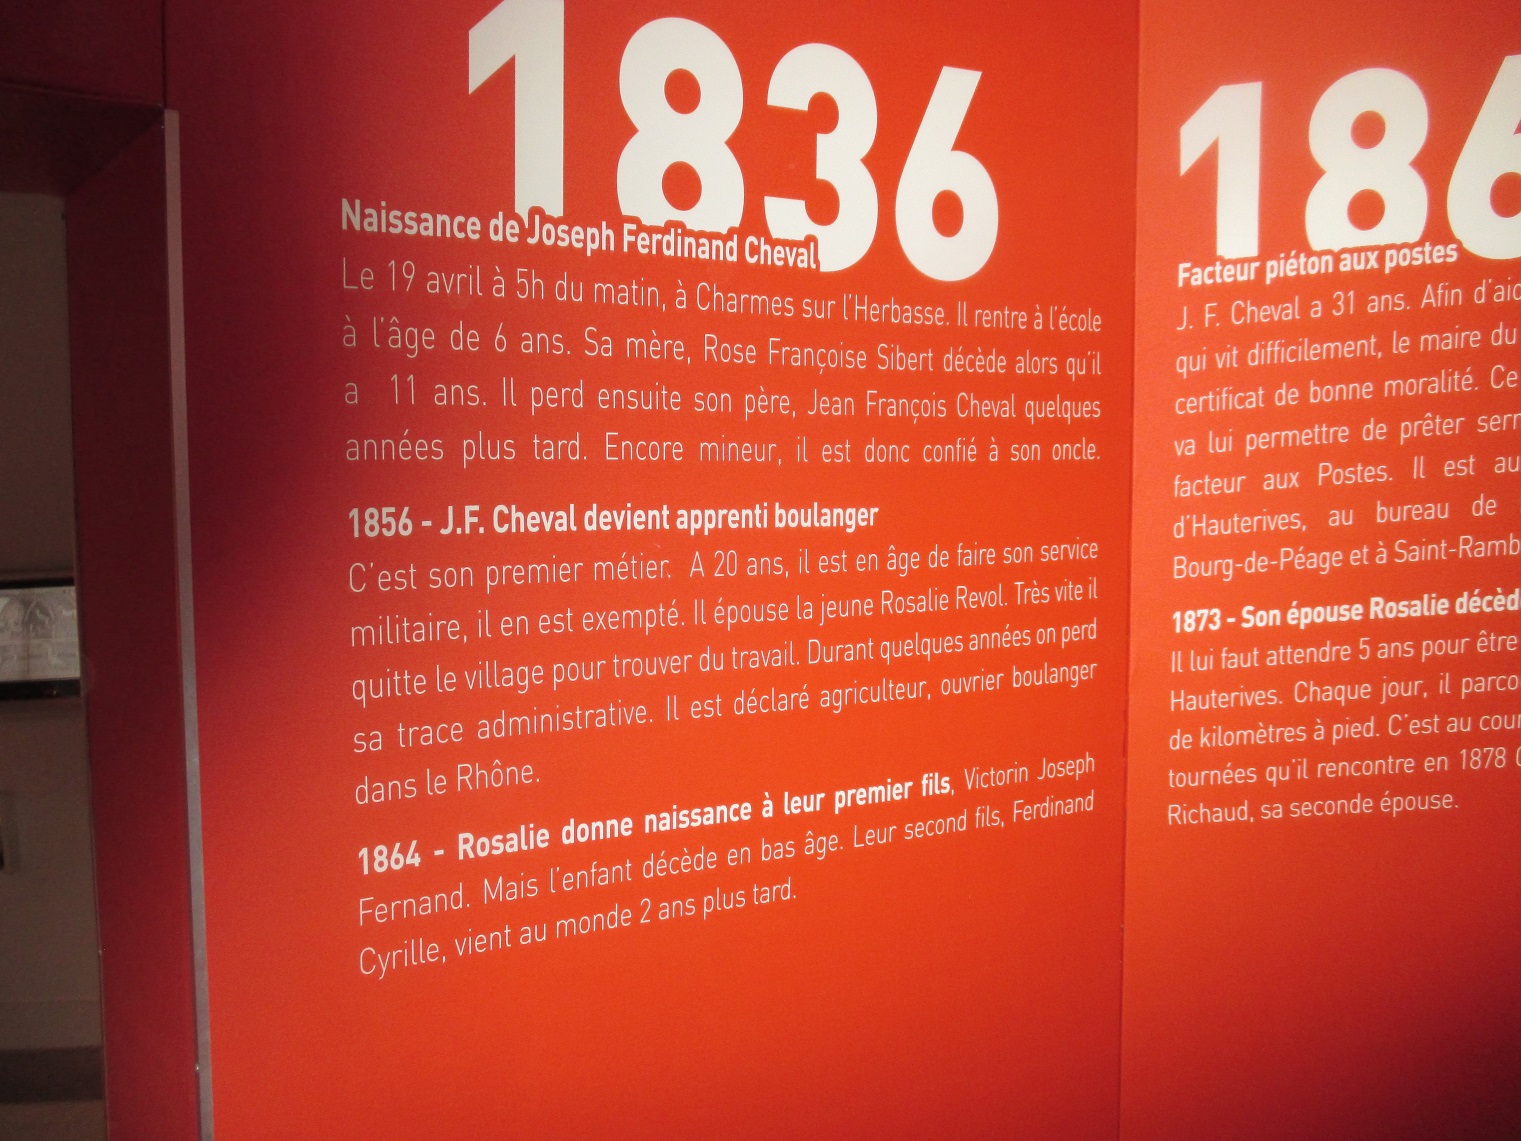 1836
Naissance de Joseph Ferdinand Cheval
Le 19 avril à 5h du matin, à Charmes sur l'Herbasse. Il rentre à l'école
à l'âge de 6 ans. Sa mère, Rose Françoise Sibert décède alors qu'il
a 11 ans. Il perd ensuite son père, Jean François Cheval quelques
années plus tard. Encore mineur, il est donc confié à son oncle.
1856 - J.F. Cheval devient apprenti boulanger
C'est son premier métier. A 20 ans, il est en âge de faire son service
militaire, il en est exempté. Il épouse la jeune Rosalie Revol. Très vite il
quitte le village pour trouver du travail. Durant quelques années on perd
sa trace administrative. Il est déclaré agriculteur, ouvrier boulanger
dans le Rhône.
1864 - Rosalie donne naissance à leur premier fils, Victorin Joseph
Fernand. Mais l'enfant décède en bas âge. Leur second fils, Ferdinand
Cyrille, vient au monde 2 ans plus tard.
186
Facteur piéton aux postes
J. F. Cheval a 31 ans. Afin
qui vit difficilement, le maire du
certificat de bonne moralité. Ce
va lui permettre de prêter
facteur aux Postes. Il est
d'Hauterives, au bureau de
Bourg-de-Péage et à
1873 - Son épouse Rosalie
Il lui faut attendre 5 ans pour être
Hauterives. Chaque jour, il
de kilomètres à pied. C'est au
tournées qu'il rencontre en 1878
Richaud, sa seconde épouse.